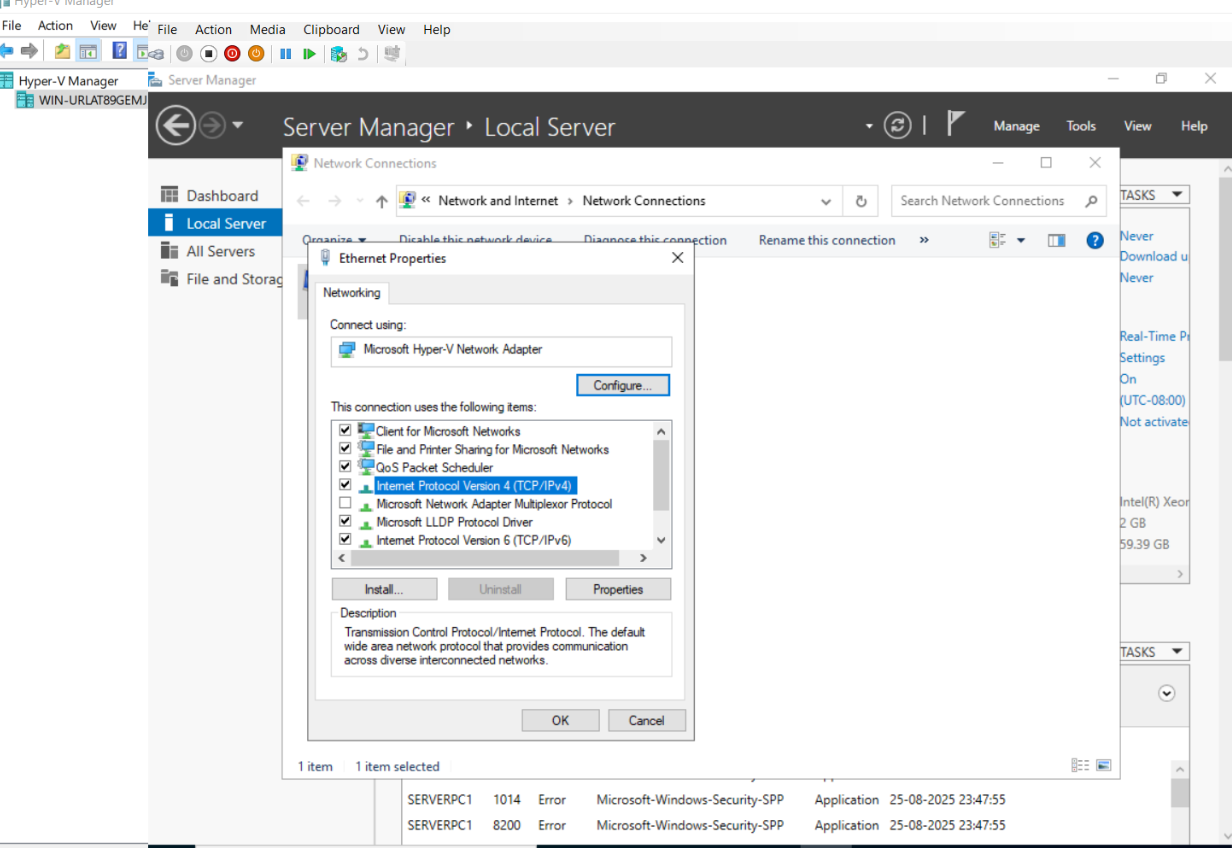 Hyper-V Manager
File Action View He
File Action Media Clipboard View Help
Hyper-V Manager
WIN-URLAT89GEMJ
Server Manager
Server Manager ‣ Local Server
Manage Tools View Help
Dashboard
Local Server
All Servers
File and Storag
Network Connections
« Network and Internet › Network Connections
Search Network Connections
Organize Disable this network device Diagnose this connection Rename this connection »
Ethernet Properties
Networking
Connect using:
Microsoft Hyper-V Network Adapter
Configure...
This connection uses the following items:
Client for Microsoft Networks
File and Printer Sharing for Microsoft Networks
QoS Packet Scheduler
Internet Protocol Version 4 (TCP/IPv4)
Microsoft Network Adapter Multiplexor Protocol
Microsoft LLDP Protocol Driver
Internet Protocol Version 6 (TCP/IPv6)
Install... Uninstall Properties
Description
Transmission Control Protocol/Internet Protocol. The default
wide area network protocol that provides communication
across diverse interconnected networks.
OK Cancel
1 item 1 item selected
TASKS
Never
Download u
Never
Real-Time Pr
Settings
On
(UTC-08:00)
Not activate
Intel(R) Xeor
2 GB
59.39 GB
TASKS
SERVERPC1 1014 Error Microsoft-Windows-Security-SPP Application 25-08-2025 23:47:55
SERVERPC1 8200 Error Microsoft-Windows-Security-SPP Application 25-08-2025 23:47:55